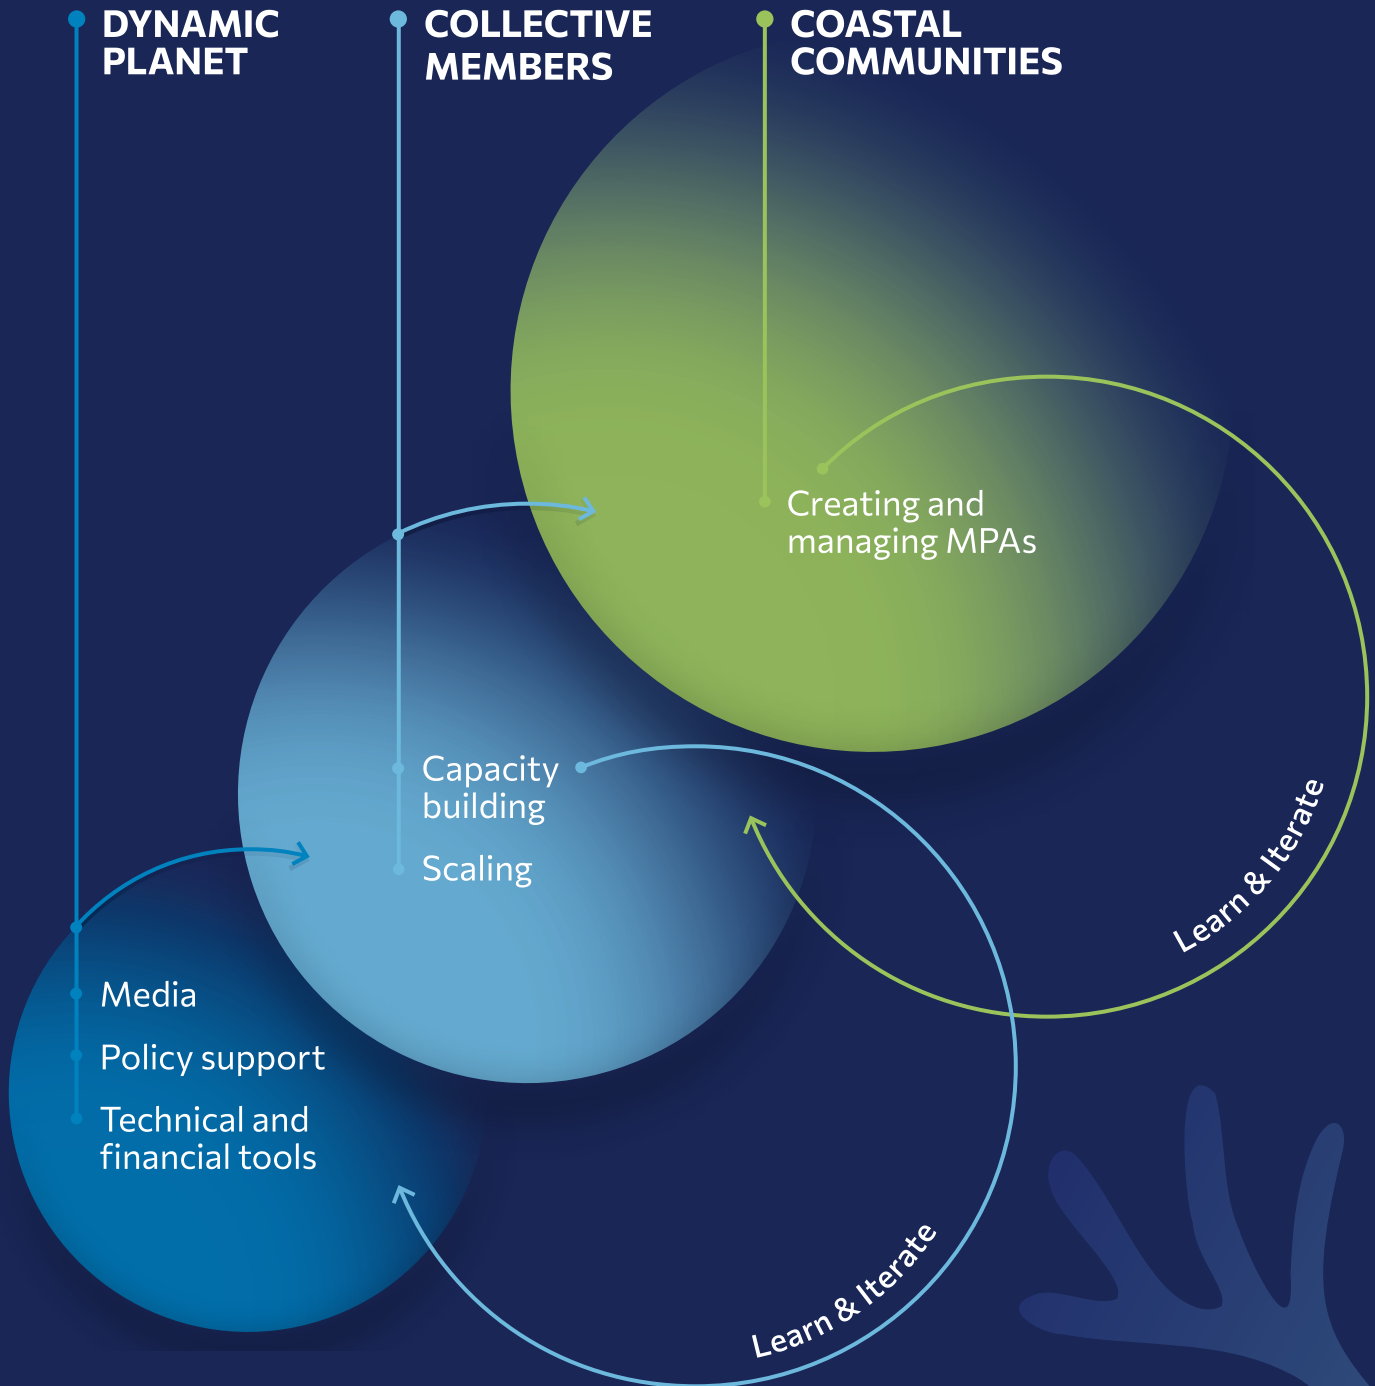 DYNAMIC
PLANET
COLLECTIVE
MEMBERS
COASTAL
COMMUNITIES
Creating and
managing MPAs
Capacity
building
Scaling
Learn & Iterate
Media
Policy support
Technical and
financial tools
Learn & Iterate